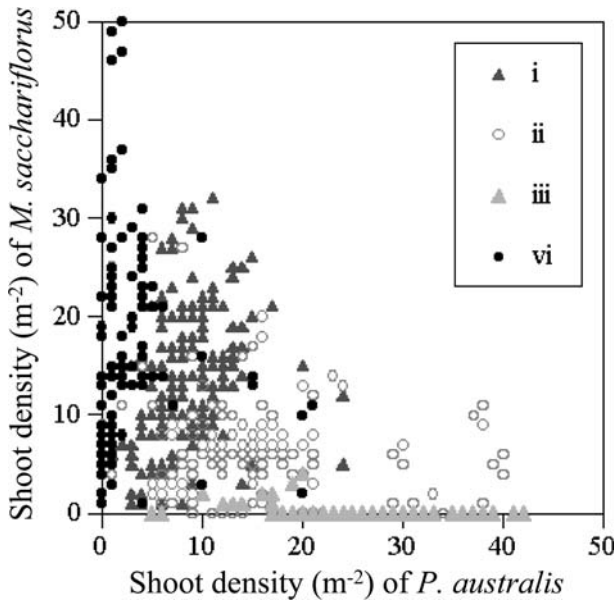 50
40
30
20
10
0
Shoot density (m⁻²) of M. sacchariflorus
i
ii
iii
vi
0 10 20 30 40 50
Shoot density (m⁻²) of P. australis